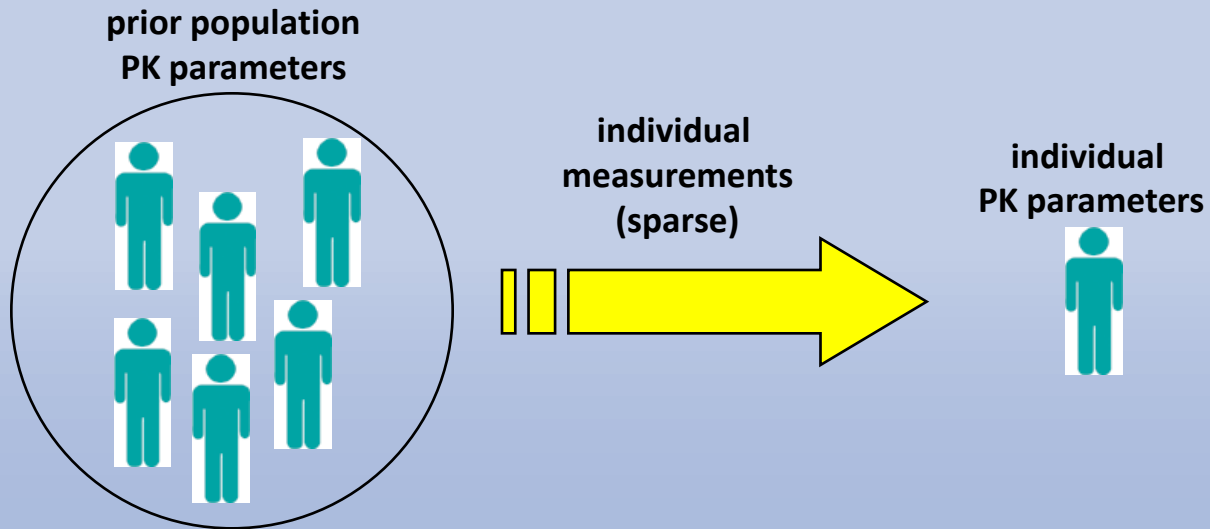 prior population
PK parameters
individual
measurements
(sparse)
individual
PK parameters